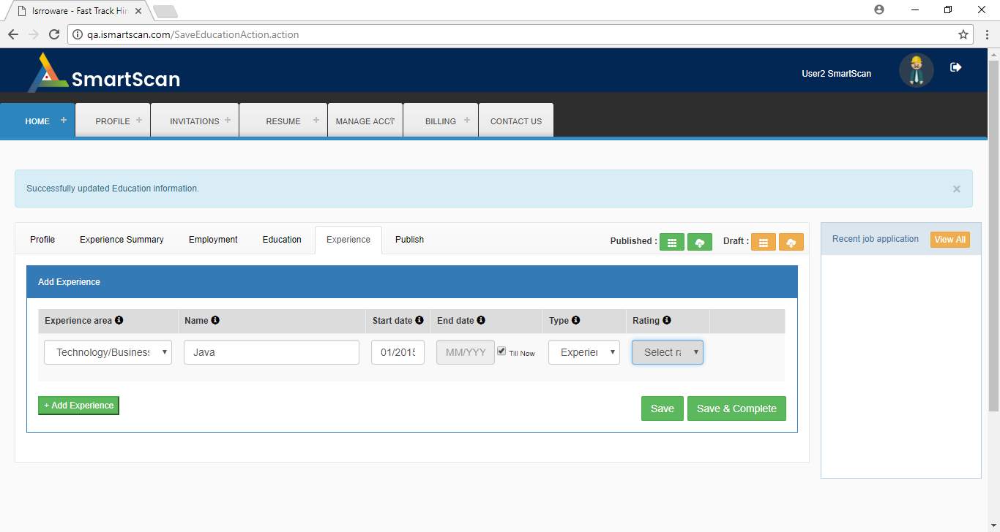 Isrroware - Fast Track Hir
qa.ismartscan.com/SaveEducationAction.action
SmartScan
User2 SmartScan
HOME + PROFILE + INVITATIONS + RESUME + MANAGE ACCT + BILLING + CONTACT US
Successfully updated Education information. ×
Profile Experience Summary Employment Education Experience Publish Published : Draft :
Recent job application View All
Add Experience
Experience area Name Start date End date Type Rating
Technology/Business Java 01/2015 MM/YYY Till Now Experier Select ra
+ Add Experience Save Save & Complete